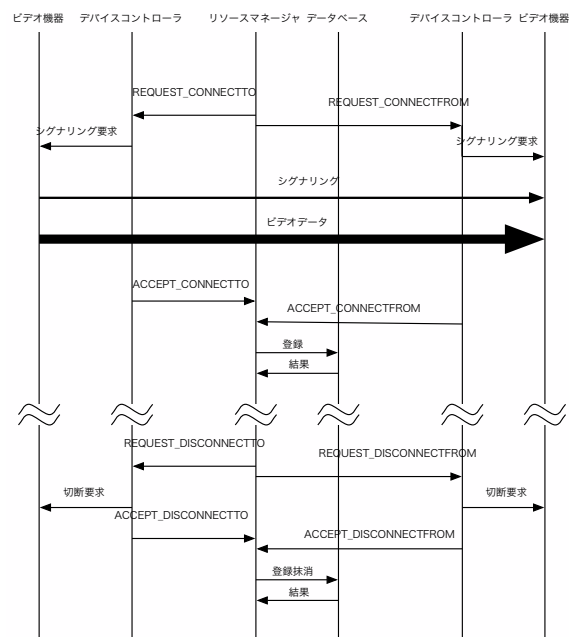 ビデオ機器 デバイスコントローラ リソースマネージャ データベース デバイスコントローラ ビデオ機器
REQUEST_CONNECTTO
REQUEST_CONNECTFROM
シグナリング要求
シグナリング要求
シグナリング
ビデオデータ
ACCEPT_CONNECTTO
ACCEPT_CONNECTFROM
登録
結果
REQUEST_DISCONNECTTO
REQUEST_DISCONNECTFROM
切断要求
切断要求
ACCEPT_DISCONNECTTO
ACCEPT_DISCONNECTFROM
登録抹消
結果